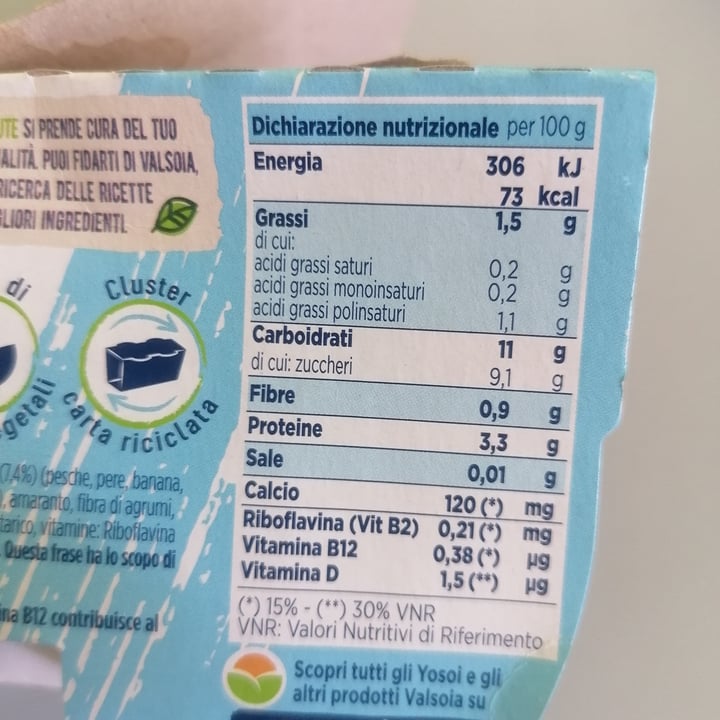 UTE SI PRENDE CURA DEL TUO
ALITÀ. PUOI FIDARTI DI VALSOIA,
RICERCA DELLE RICETTE
GLIORI INGREDIENTI.
di
getali
Cluster
carta riciclata
(7,4%) (pesche, pere, banana,
, amaranto, fibra di agrumi,
tarico, vitamine: Riboflavina
Questa frase ha lo scopo di
ina B12 contribuisce al
Dichiarazione nutrizionale per 100 g
Energia 306 kJ
73 kcal
Grassi 1,5 g
di cui:
acidi grassi saturi 0,2 g
acidi grassi monoinsaturi 0,2 g
acidi grassi polinsaturi 1,1 g
Carboidrati 11 g
di cui: zuccheri 9,1 g
Fibre 0,9 g
Proteine 3,3 g
Sale 0,01 g
Calcio 120 (*) mg
Riboflavina (Vit B2) 0,21 (*) mg
Vitamina B12 0,38 (*) µg
Vitamina D 1,5 (**) µg
(*) 15% - (**) 30% VNR
VNR: Valori Nutritivi di Riferimento
Scopri tutti gli Yosoi e gli
altri prodotti Valsoia su